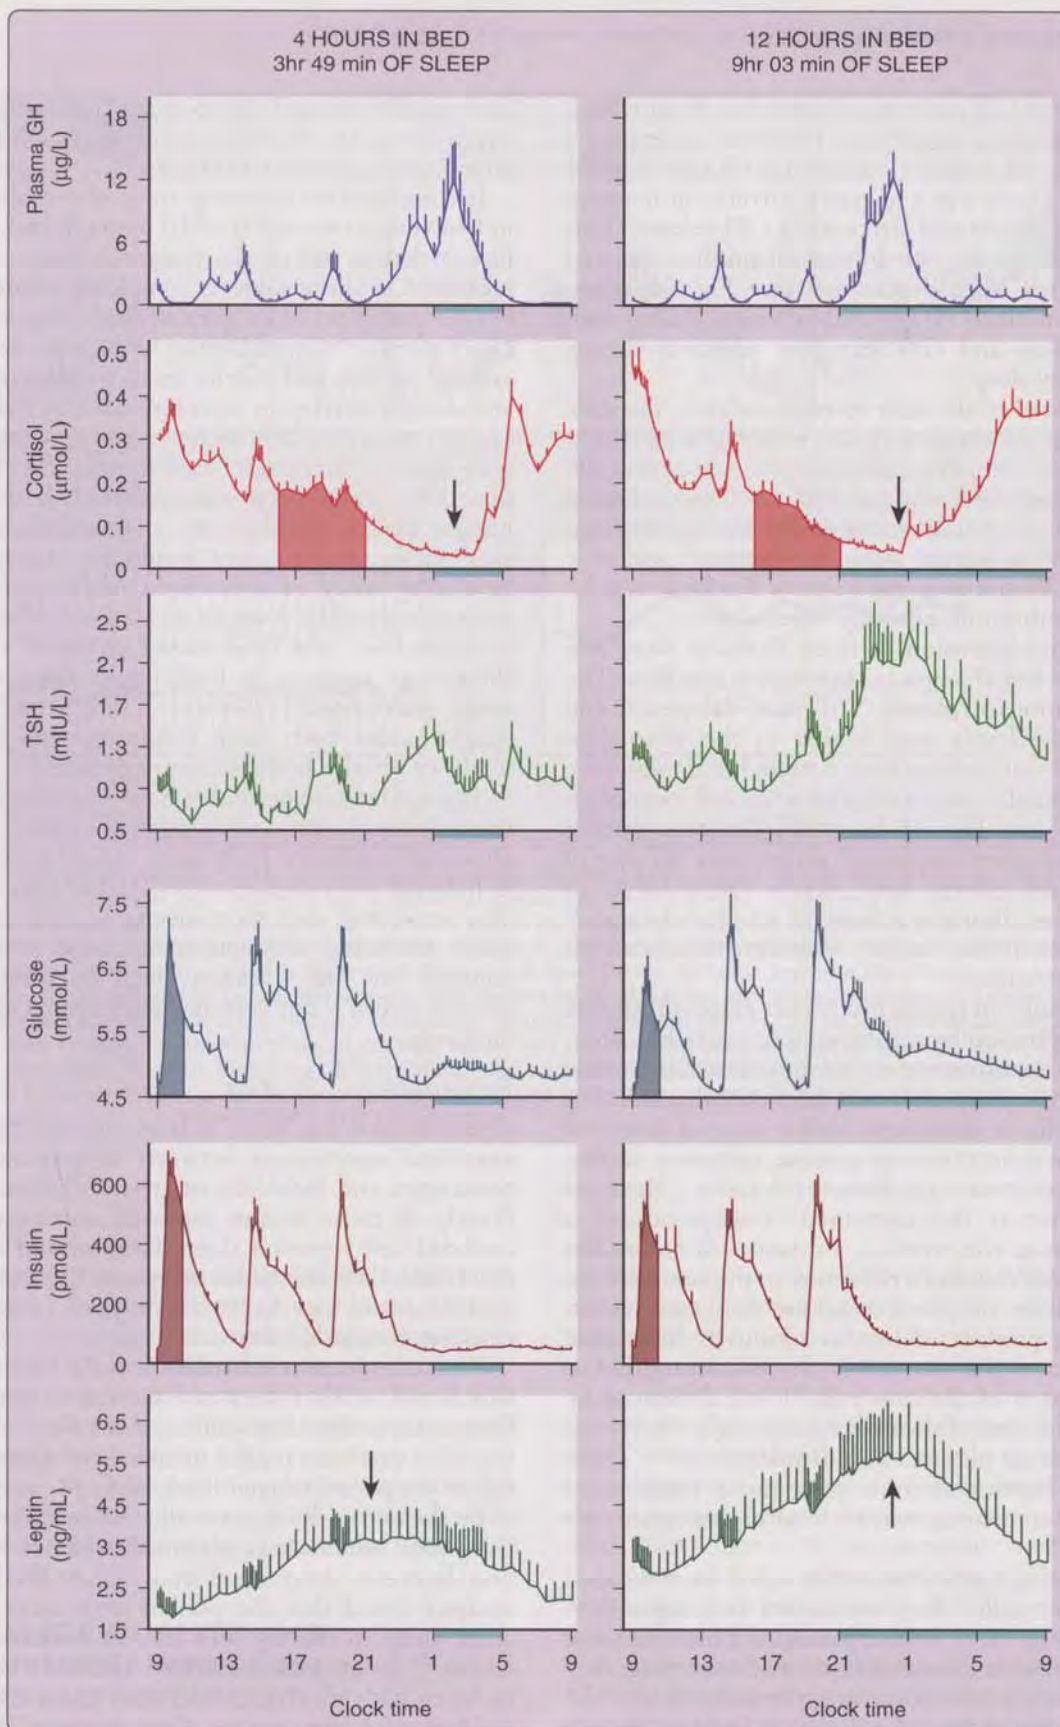 4 HOURS IN BED
3hr 49 min OF SLEEP
12 HOURS IN BED
9hr 03 min OF SLEEP
Plasma GH
(µg/L)
18
12
6
0
Cortisol
(µmol/L)
0.5
0.4
0.3
0.2
0.1
0
TSH
(mIU/L)
2.5
2.1
1.7
1.3
0.9
0.5
Glucose
(mmol/L)
7.5
6.5
5.5
4.5
Insulin
(pmol/L)
600
400
200
0
Leptin
(ng/mL)
6.5
5.5
4.5
3.5
2.5
1.5
9 13 17 21 1 5 9
9 13 17 21 1 5 9
Clock time
Clock time